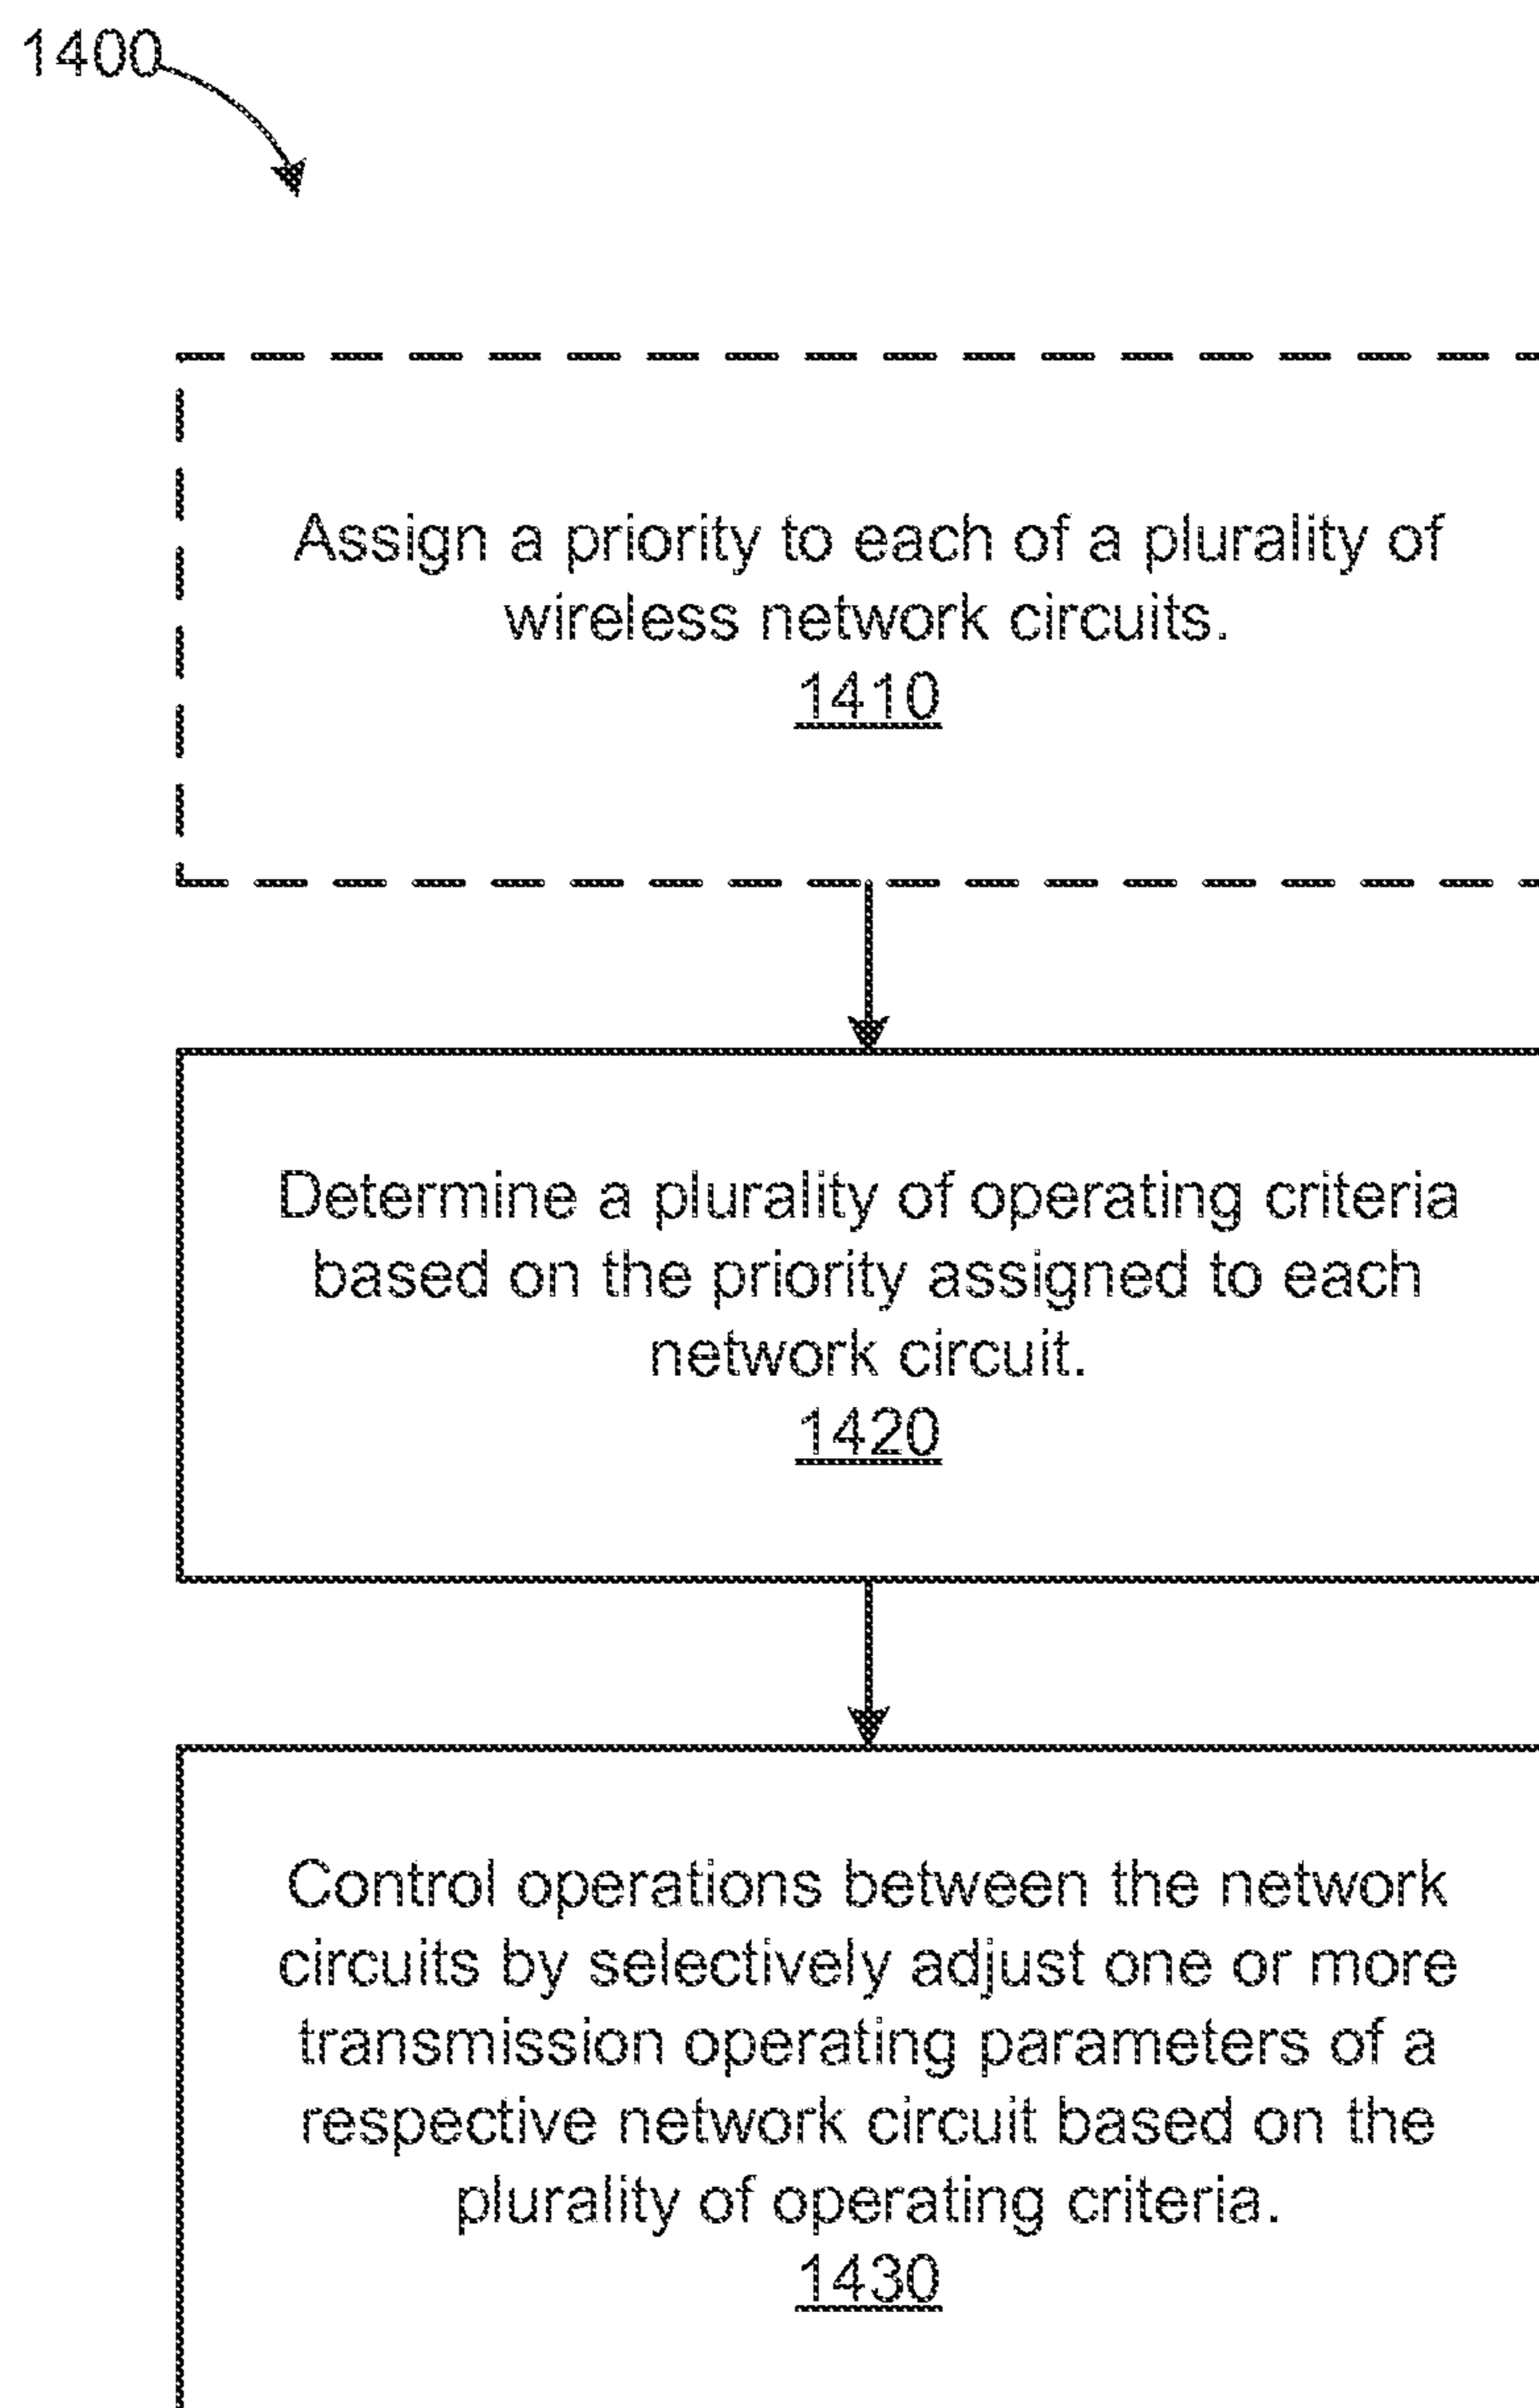 1400
Assign a priority to each of a plurality of
wireless network circuits.
1410
Determine a plurality of operating criteria
based on the priority assigned to each
network circuit.
1420
Control operations between the network
circuits by selectively adjust one or more
transmission operating parameters of a
respective network circuit based on the
plurality of operating criteria.
1430